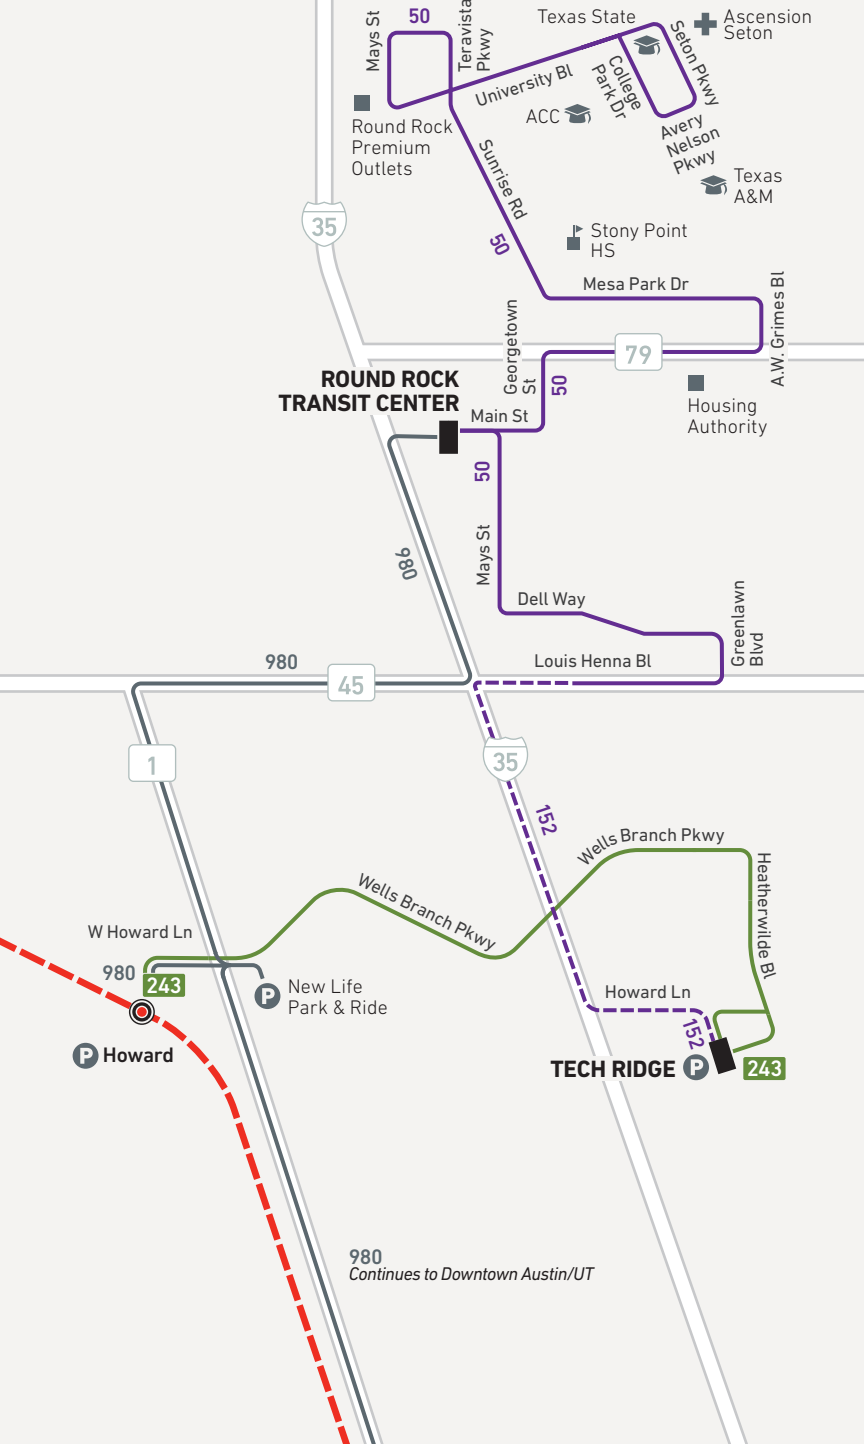 Mays St
50
Teravista
Pkwy
Texas State
Ascension
Seton
Seton Pkwy
University Bl
College
Park Dr
ACC
Avery
Nelson
Pkwy
Round Rock
Premium
Outlets
Sunrise Rd
Texas
A&M
35
50
Stony Point
HS
Mesa Park Dr
A.W. Grimes Bl
Georgetown
St
79
50
ROUND ROCK
TRANSIT CENTER
Main St
Housing
Authority
50
Mays St
980
Dell Way
Greenlawn
Blvd
980
Louis Henna Bl
45
1
35
152
Wells Branch Pkwy
Heatherwilde Bl
Wells Branch Pkwy
W Howard Ln
980
243
New Life
Park & Ride
P
Howard Ln
152
P
Howard
TECH RIDGE
P
243
980
Continues to Downtown Austin/UT